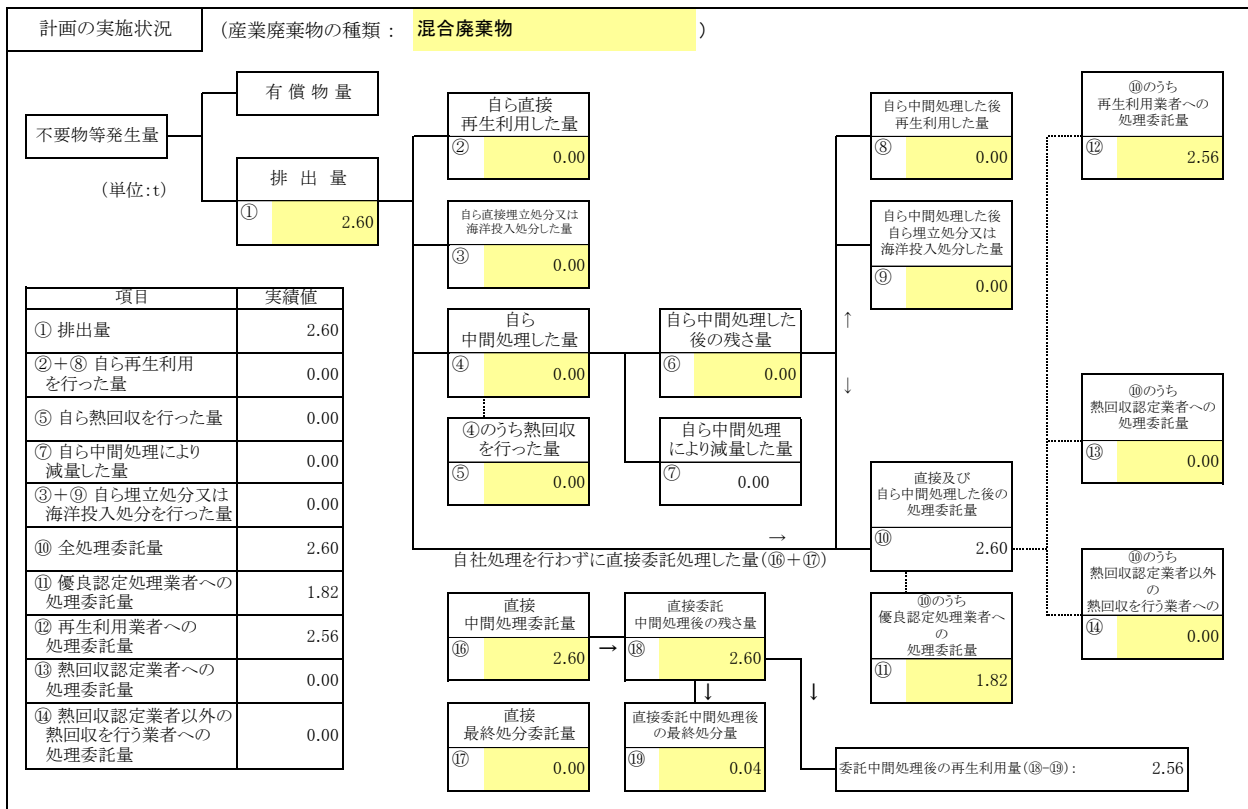 計画の実施状況
(産業廃棄物の種類： 混合廃棄物 )
不要物等発生量
(単位:t)
有償物量
排出量
① 2.60
自ら直接
再生利用した量
② 0.00
自ら直接埋立処分又は
海洋投入処分した量
③ 0.00
自ら
中間処理した量
④ 0.00
④のうち熱回収
を行った量
⑤ 0.00
自ら中間処理した
後の残さ量
⑥ 0.00
自ら中間処理
により減量した量
⑦ 0.00
自ら中間処理した後
再生利用した量
⑧ 0.00
自ら中間処理した後
自ら埋立処分又は
海洋投入処分した量
⑨ 0.00
↑
↓
直接及び
自ら中間処理した後の
処理委託量
⑩ 2.60
⑩のうち
再生利用業者への
処理委託量
⑫ 2.56
⑩のうち
熱回収認定業者への
処理委託量
⑬ 0.00
⑩のうち
熱回収認定業者以外
の
熱回収を行う業者への
⑭ 0.00
⑩のうち
優良認定処理業者へ
の
処理委託量
⑪ 1.82
→
自社処理を行わずに直接委託処理した量(⑯+⑰)
直接
中間処理委託量
⑯ 2.60
→
直接委託
中間処理後の残さ量
⑱ 2.60
↓
↓
直接
最終処分委託量
⑰ 0.00
直接委託中間処理後
の最終処分量
⑲ 0.04
委託中間処理後の再生利用量(⑱-⑲)： 2.56
項目 実績値
① 排出量 2.60
②+⑧ 自ら再生利用
を行った量 0.00
⑤ 自ら熱回収を行った量 0.00
⑦ 自ら中間処理により
減量した量 0.00
③+⑨ 自ら埋立処分又は
海洋投入処分を行った量 0.00
⑩ 全処理委託量 2.60
⑪ 優良認定処理業者への
処理委託量 1.82
⑫ 再生利用業者への
処理委託量 2.56
⑬ 熱回収認定業者への
処理委託量 0.00
⑭ 熱回収認定業者以外の
熱回収を行う業者への
処理委託量 0.00